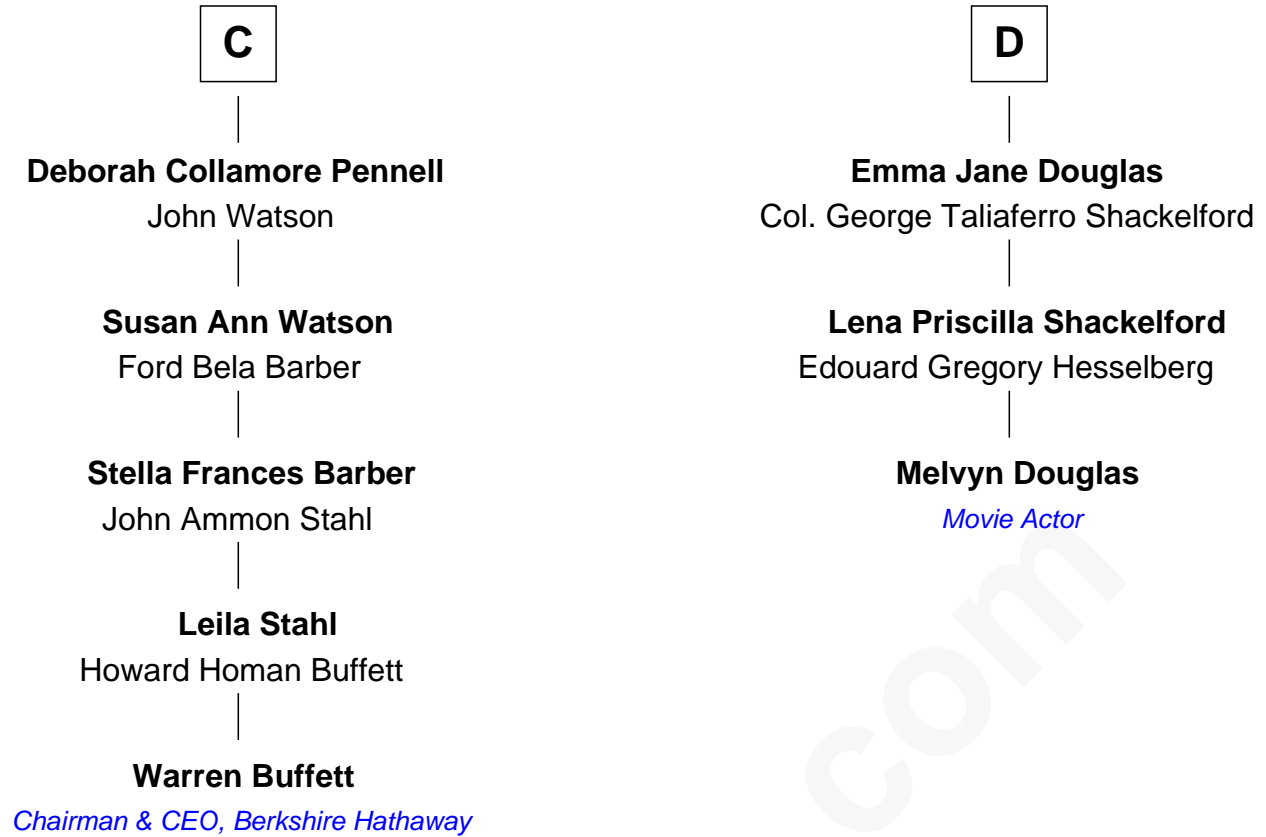 C
Deborah Collamore Pennell
John Watson
Susan Ann Watson
Ford Bela Barber
Stella Frances Barber
John Ammon Stahl
Leila Stahl
Howard Homan Buffett
Warren Buffett
Chairman & CEO, Berkshire Hathaway
D
Emma Jane Douglas
Col. George Taliaferro Shackelford
Lena Priscilla Shackelford
Edouard Gregory Hesselberg
Melvyn Douglas
Movie Actor
com